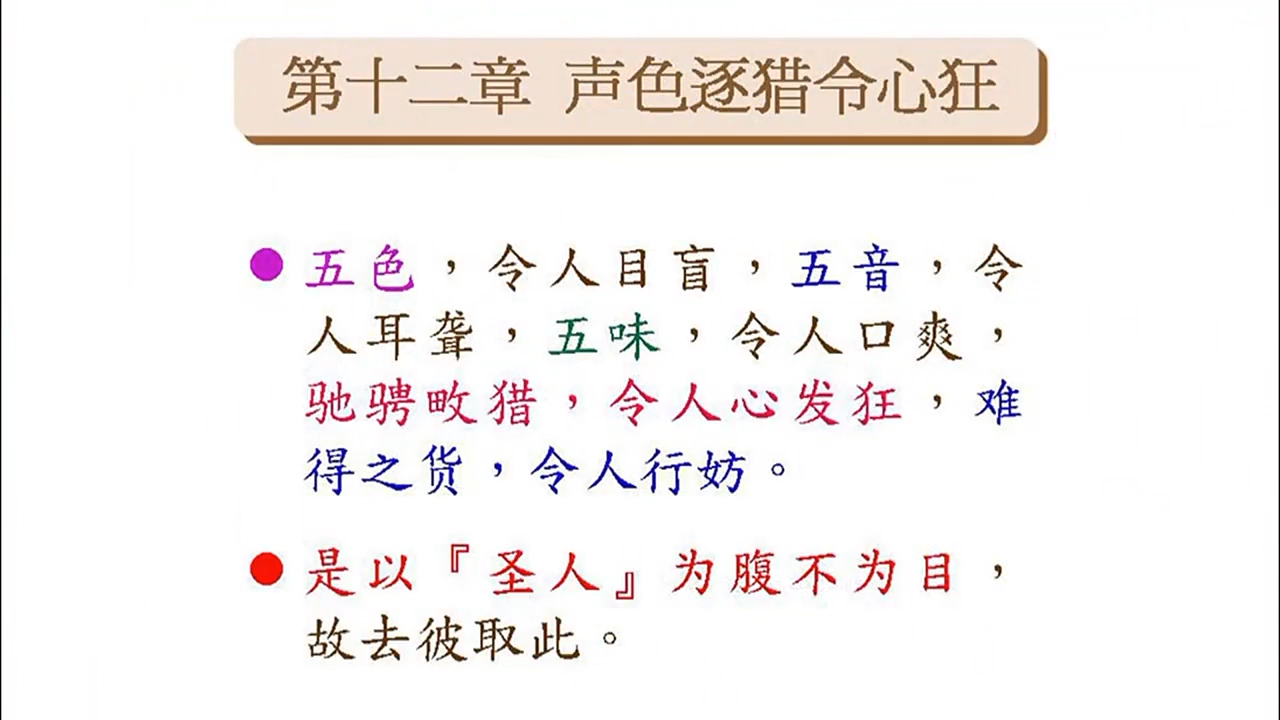 第十二章 声色逐猎令心狂
五色，令人目盲，五音，令
人耳聋，五味，令人口爽，
驰骋畋猎，令人心发狂，难
得之货，令人行妨。
是以『圣人』为腹不为目，
故去彼取此。